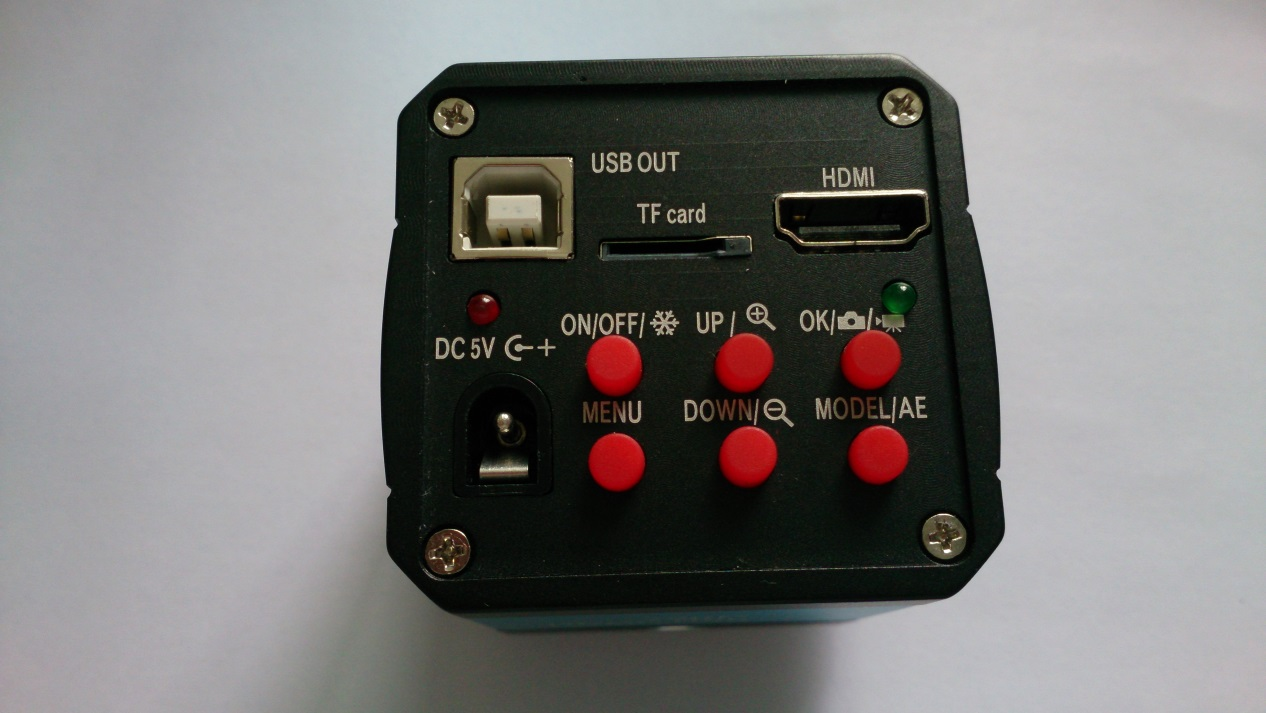 USB OUT
HDMI
TF card
ON/OFF/
UP /
OK/ /
DC 5V +
MENU
DOWN/
MODEL/AE